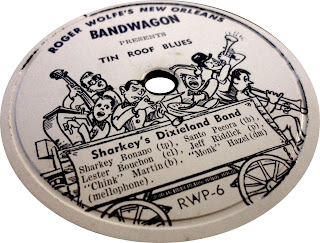 ROGER WOLFE'S NEW ORLEANS
BANDWAGON
PRESENTS
TIN ROOF BLUES
Sharkey's Dixieland Band
Sharkey Bonano (tp), Santo Pecora (tb),
Lester Bouchon (cl), Jeff Riddick (p),
"Chink" Martin(b), "Monk" Hazel(dm)
(mellophone).
RWP-6